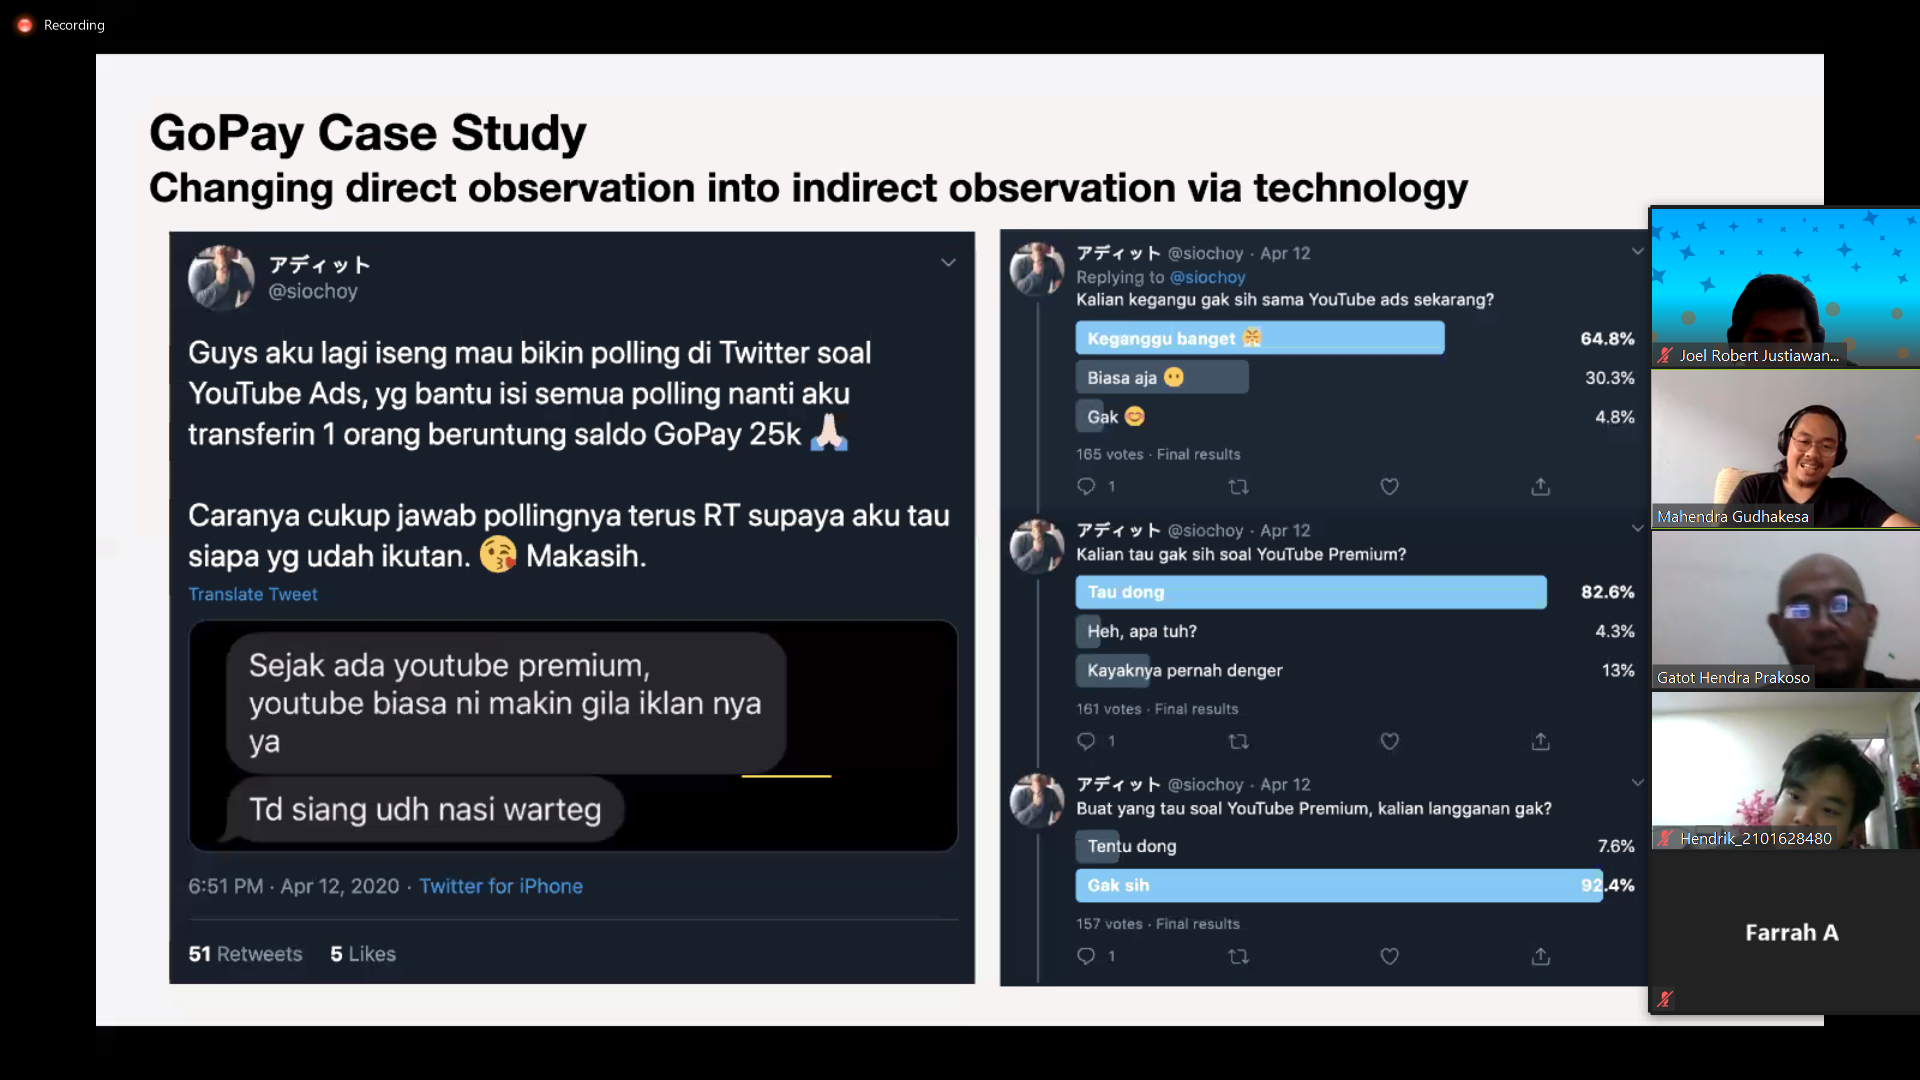 Recording
GoPay Case Study
Changing direct observation into indirect observation via technology
アディット
@siochoy
Guys aku lagi iseng mau bikin polling di Twitter soal
YouTube Ads, yg bantu isi semua polling nanti aku
transferin 1 orang beruntung saldo GoPay 25k 🙏🏻
Caranya cukup jawab pollingnya terus RT supaya aku tau
siapa yg udah ikutan. 😘 Makasih.
Translate Tweet
Sejak ada youtube premium,
youtube biasa ni makin gila iklan nya
ya
Td siang udh nasi warteg
6:51 PM · Apr 12, 2020 · Twitter for iPhone
51 Retweets 5 Likes
アディット @siochoy · Apr 12
Replying to @siochoy
Kalian kegangu gak sih sama YouTube ads sekarang?
Keganggu banget 😤 64.8%
Biasa aja 😶 30.3%
Gak 😊 4.8%
165 votes · Final results
1
アディット @siochoy · Apr 12
Kalian tau gak sih soal YouTube Premium?
Tau dong 82.6%
Heh, apa tuh? 4.3%
Kayaknya pernah denger 13%
161 votes · Final results
1
アディット @siochoy · Apr 12
Buat yang tau soal YouTube Premium, kalian langganan gak?
Tentu dong 7.6%
Gak sih 92.4%
157 votes · Final results
1
Joel Robert Justiawan...
Mahendra Gudhakesa
Gatot Hendra Prakoso
Hendrik_2101628480
Farrah A